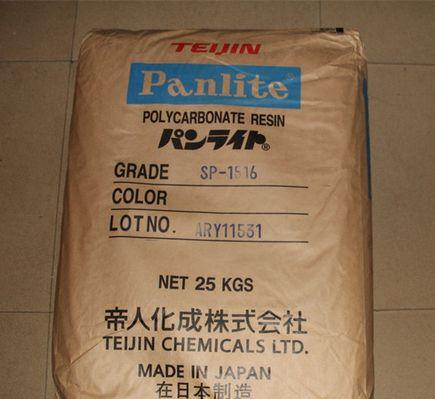 TEIJIN
Panlite®
POLYCARBONATE RESIN
パンライト®
GRADE SP-1516
COLOR
LOT NO. ARY11531
NET 25 KGS
帝人化成株式会社
TEIJIN CHEMICALS LTD.
MADE IN JAPAN
在日本制造